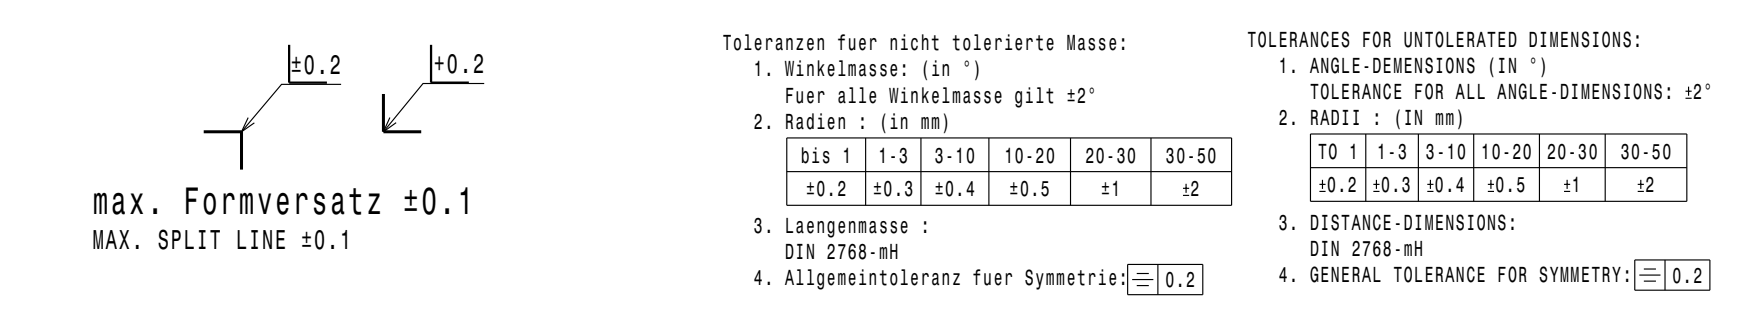 ±0.2
+0.2
max. Formversatz ±0.1
MAX. SPLIT LINE ±0.1
Toleranzen fuer nicht tolerierte Masse:
1. Winkelmasse: (in °)
Fuer alle Winkelmasse gilt ±2°
2. Radien : (in mm)
bis 1 1-3 3-10 10-20 20-30 30-50
±0.2 ±0.3 ±0.4 ±0.5 ±1 ±2
3. Laengenmasse :
DIN 2768-mH
4. Allgemeintoleranz fuer Symmetrie: ⌯ 0.2
TOLERANCES FOR UNTOLERATED DIMENSIONS:
1. ANGLE-DEMENSIONS (IN °)
TOLERANCE FOR ALL ANGLE-DIMENSIONS: ±2°
2. RADII : (IN mm)
TO 1 1-3 3-10 10-20 20-30 30-50
±0.2 ±0.3 ±0.4 ±0.5 ±1 ±2
3. DISTANCE-DIMENSIONS:
DIN 2768-mH
4. GENERAL TOLERANCE FOR SYMMETRY: ⌯ 0.2